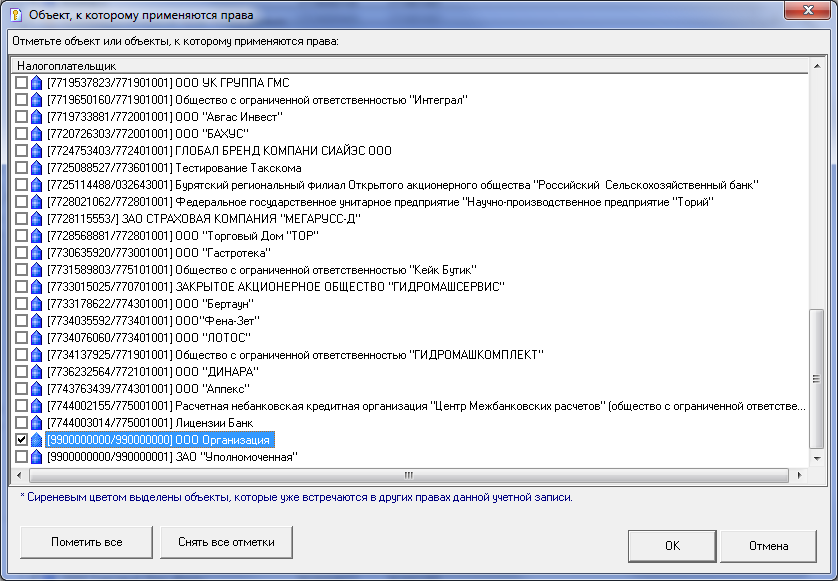 Объект, к которому применяются права
Отметьте объект или объекты, к которому применяются права:
Налогоплательщик
[7719537823/771901001] ООО УК ГРУППА ГМС
[7719650160/771901001] Общество с ограниченной ответственностью "Интеграл"
[7719733881/772001001] ООО "Авгас Инвест"
[7720726303/772001001] ООО "БАХУС"
[7724753403/772401001] ГЛОБАЛ БРЕНД КОМПАНИ СИАЙЭС ООО
[7725088527/773601001] Тестирование Такскома
[7725114488/032643001] Бурятский региональный филиал Открытого акционерного общества "Российский  Сельскохозяйственный банк"
[7728021062/772801001] Федеральное государственное унитарное предприятие "Научно-производственное предприятие "Торий"
[7728115553/] ЗАО СТРАХОВАЯ КОМПАНИЯ "МЕГАРУСС-Д"
[7728568881/772801001] ООО "Торговый Дом "ТОР"
[7730635920/773001001] ООО "Гастротека"
[7731589803/775101001] Общество с ограниченной ответственностью "Кейк Бутик"
[7733015025/770701001] ЗАКРЫТОЕ АКЦИОНЕРНОЕ ОБЩЕСТВО "ГИДРОМАШСЕРВИС"
[7733178622/774301001] ООО "Бертаун"
[7734035592/773401001] ООО"Фена-Зет"
[7734076060/773401001] ООО "ЛОТОС"
[7734137925/771901001] Общество с ограниченной ответственностью "ГИДРОМАШКОМПЛЕКТ"
[7736232564/772101001] ООО "ДИНАРА"
[7743763439/774301001] ООО "Аппекс"
[7744002155/775001001] Расчетная небанковская кредитная организация "Центр Межбанковских расчетов" (общество с ограниченной ответстве...
[7744003014/775001001] Лицензии Банк
[9900000000/990000000] ООО Организация
[9900000000/990000001] ЗАО "Уполномоченная"
* Сиреневым цветом выделены объекты, которые уже встречаются в других правах данной учетной записи.
Пометить все
Снять все отметки
OK
Отмена